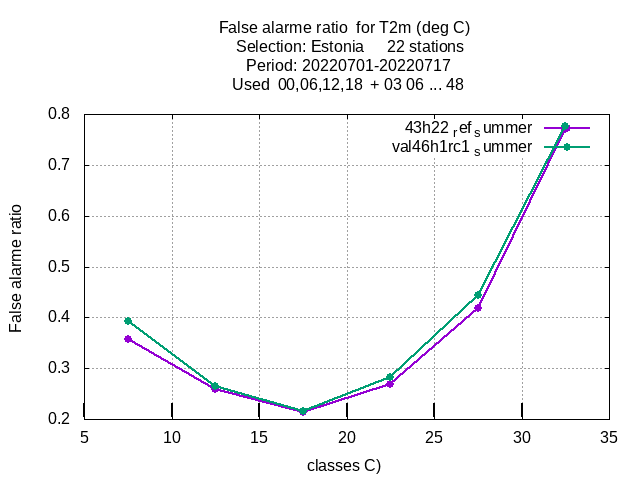 False alarme ratio  for T2m (deg C)
Selection: Estonia     22 stations
Period: 20220701-20220717
Used  00,06,12,18  + 03 06 ... 48
43h22 ref summer
val46h1rc1 summer
0.8
0.7
0.6
0.5
0.4
0.3
0.2
False alarme ratio
5 10 15 20 25 30 35
classes C)